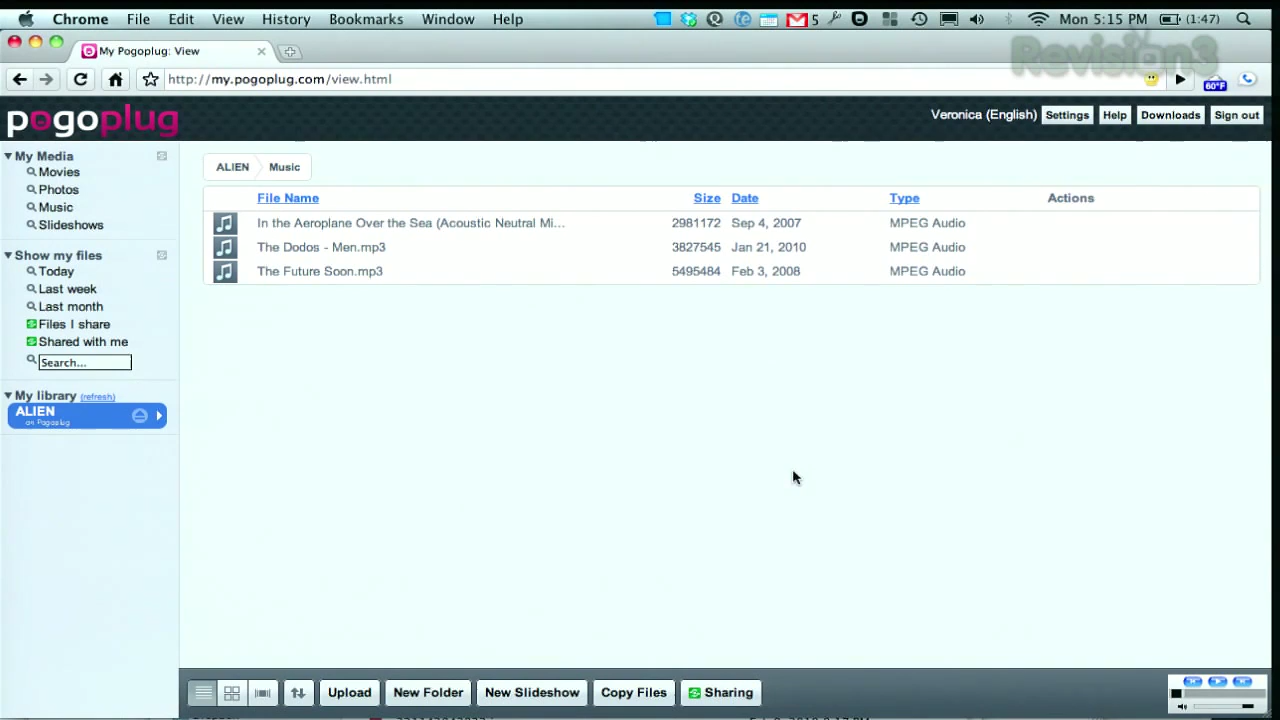 Chrome File Edit View History Bookmarks Window Help 5 Mon 5:15 PM (1:47)
My Pogoplug: View
Revision3
http://my.pogoplug.com/view.html
60°F
pogoplug
Veronica (English) Settings Help Downloads Sign out
My Media
Movies
Photos
Music
Slideshows
Show my files
Today
Last week
Last month
Files I share
Shared with me
Search...
My library (refresh)
ALIEN
on Pogoplug
ALIEN Music
File Name Size Date Type Actions
In the Aeroplane Over the Sea (Acoustic Neutral Mi... 2981172 Sep 4, 2007 MPEG Audio
The Dodos - Men.mp3 3827545 Jan 21, 2010 MPEG Audio
The Future Soon.mp3 5495484 Feb 3, 2008 MPEG Audio
Upload New Folder New Slideshow Copy Files Sharing